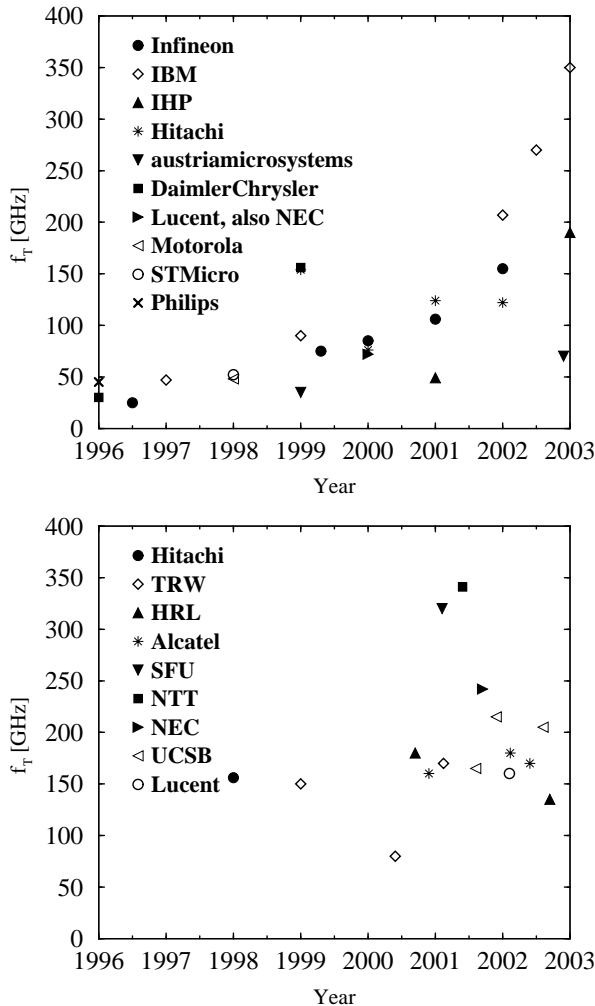 400
350
300
250
200
150
100
50
0
f_T [GHz]
Infineon
IBM
IHP
Hitachi
austriamicrosystems
DaimlerChrysler
Lucent, also NEC
Motorola
STMicro
Philips
1996 1997 1998 1999 2000 2001 2002 2003
Year
400
350
300
250
200
150
100
50
0
f_T [GHz]
Hitachi
TRW
HRL
Alcatel
SFU
NTT
NEC
UCSB
Lucent
1996 1997 1998 1999 2000 2001 2002 2003
Year